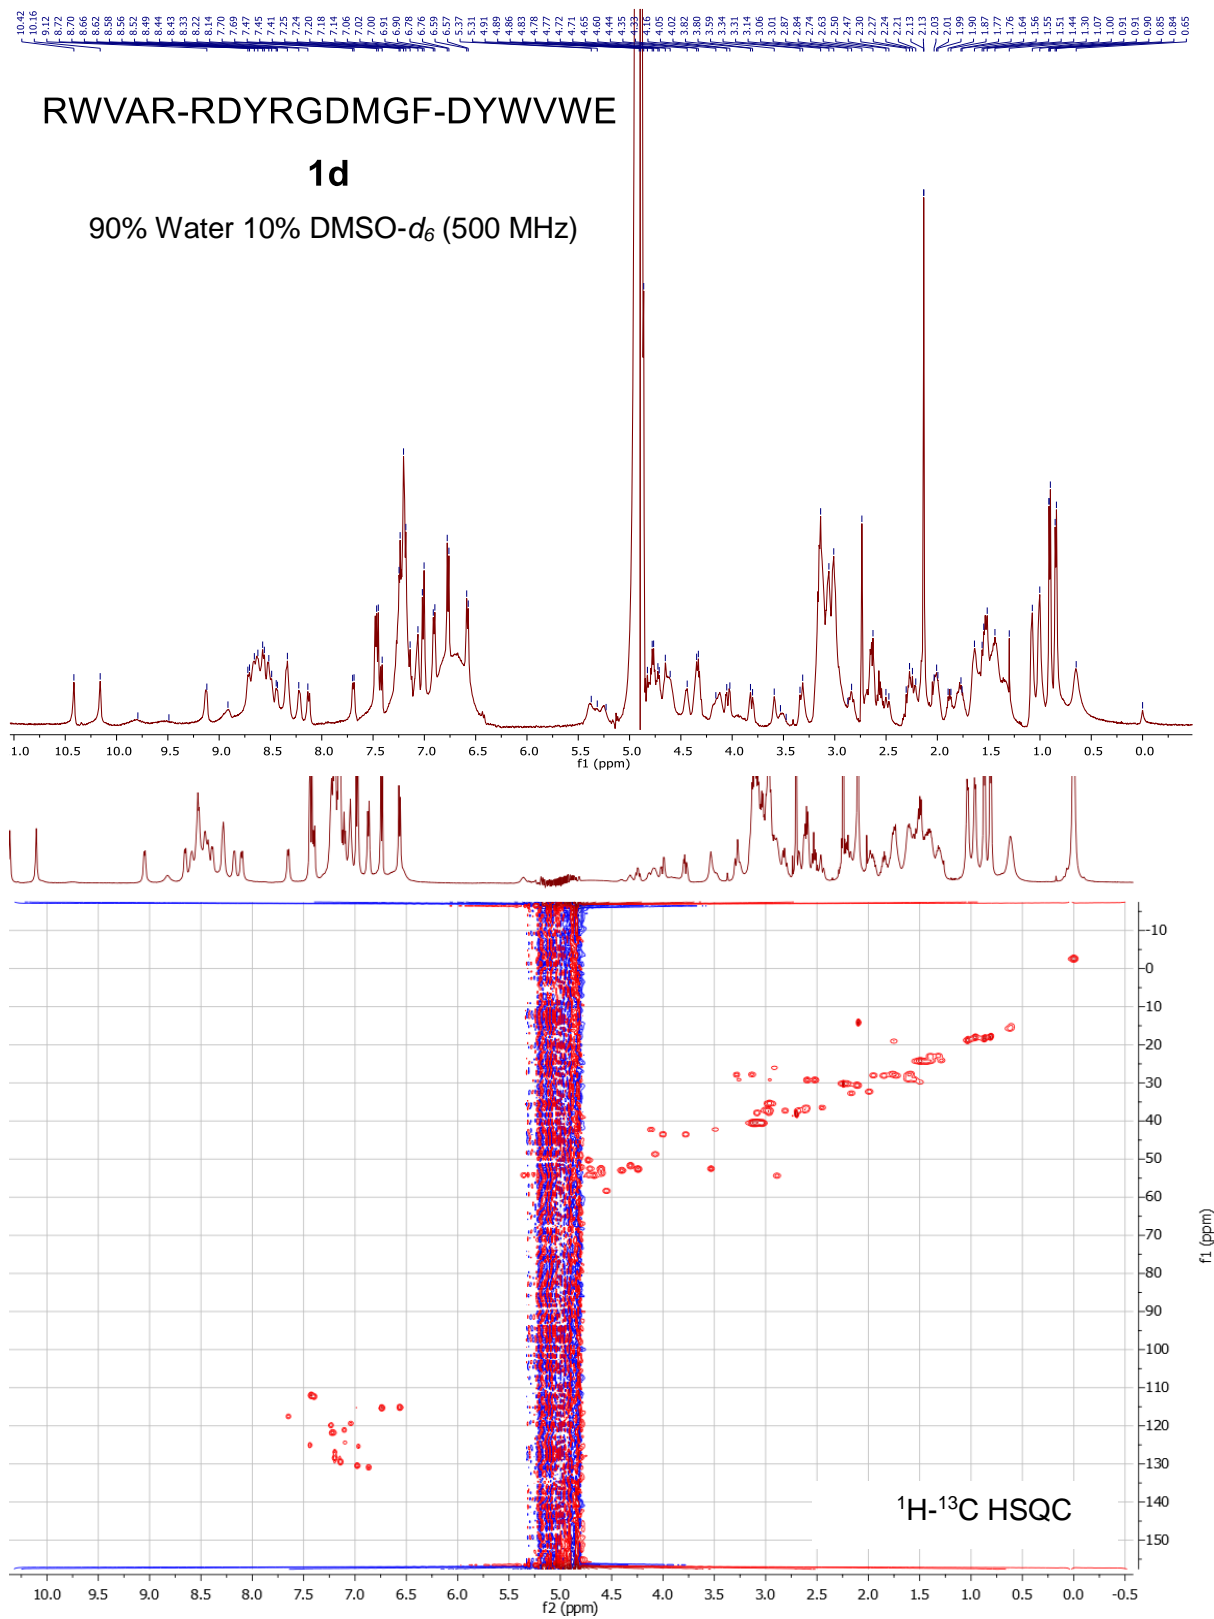 10.42 10.16 9.12 8.72 8.70 8.66 8.62 8.58 8.56 8.52 8.49 8.44 8.43 8.33 8.22 8.14 7.70 7.69 7.47 7.45 7.41 7.25 7.24 7.20 7.18 7.14 7.06 7.02 7.00 6.91 6.90 6.78 6.76 6.59 6.57 5.37 5.31 4.91 4.89 4.86 4.83 4.78 4.77 4.72 4.71 4.65 4.60 4.44 4.35 4.33 4.16 4.05 4.02 3.82 3.80 3.59 3.34 3.31 3.14 3.06 3.01 2.87 2.84 2.74 2.63 2.50 2.47 2.30 2.27 2.24 2.21 2.13 2.13 2.03 2.01 1.99 1.90 1.87 1.77 1.76 1.64 1.56 1.55 1.51 1.44 1.30 1.07 1.00 0.91 0.91 0.90 0.85 0.84 0.65
RWVAR-RDYRGDMGF-DYWVWE
1d
90% Water 10% DMSO-d6 (500 MHz)
1.0 10.5 10.0 9.5 9.0 8.5 8.0 7.5 7.0 6.5 6.0 5.5 5.0 4.5 4.0 3.5 3.0 2.5 2.0 1.5 1.0 0.5 0.0
f1 (ppm)
-10
0
10
20
30
40
50
60
70
80
90
100
110
120
130
140
150
f1 (ppm)
1H-13C HSQC
10.0 9.5 9.0 8.5 8.0 7.5 7.0 6.5 6.0 5.5 5.0 4.5 4.0 3.5 3.0 2.5 2.0 1.5 1.0 0.5 0.0 -0.5
f2 (ppm)